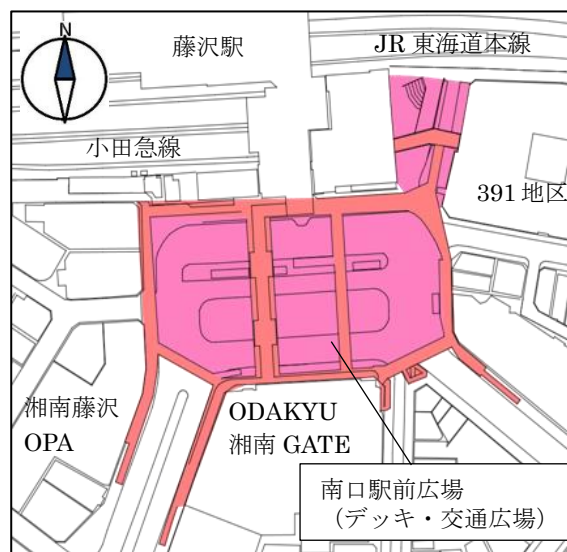 N
藤沢駅
JR 東海道本線
小田急線
391 地区
湘南藤沢
OPA
ODAKYU
湘南 GATE
南口駅前広場
（デッキ・交通広場）